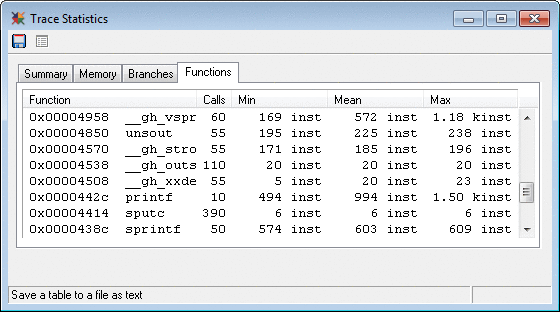 Trace Statistics
Summary Memory Branches Functions
Function Calls Min Mean Max
0x00004958 __gh_vspr 60 169 inst 572 inst 1.18 kinst
0x00004850 unsout 55 195 inst 225 inst 238 inst
0x00004570 __gh_stro 55 171 inst 185 inst 196 inst
0x00004538 __gh_outs 110 20 inst 20 inst 20 inst
0x00004508 __gh_xxde 55 5 inst 20 inst 23 inst
0x0000442c printf 10 494 inst 994 inst 1.50 kinst
0x00004414 sputc 390 6 inst 6 inst 6 inst
0x0000438c sprintf 50 574 inst 603 inst 609 inst
Save a table to a file as text